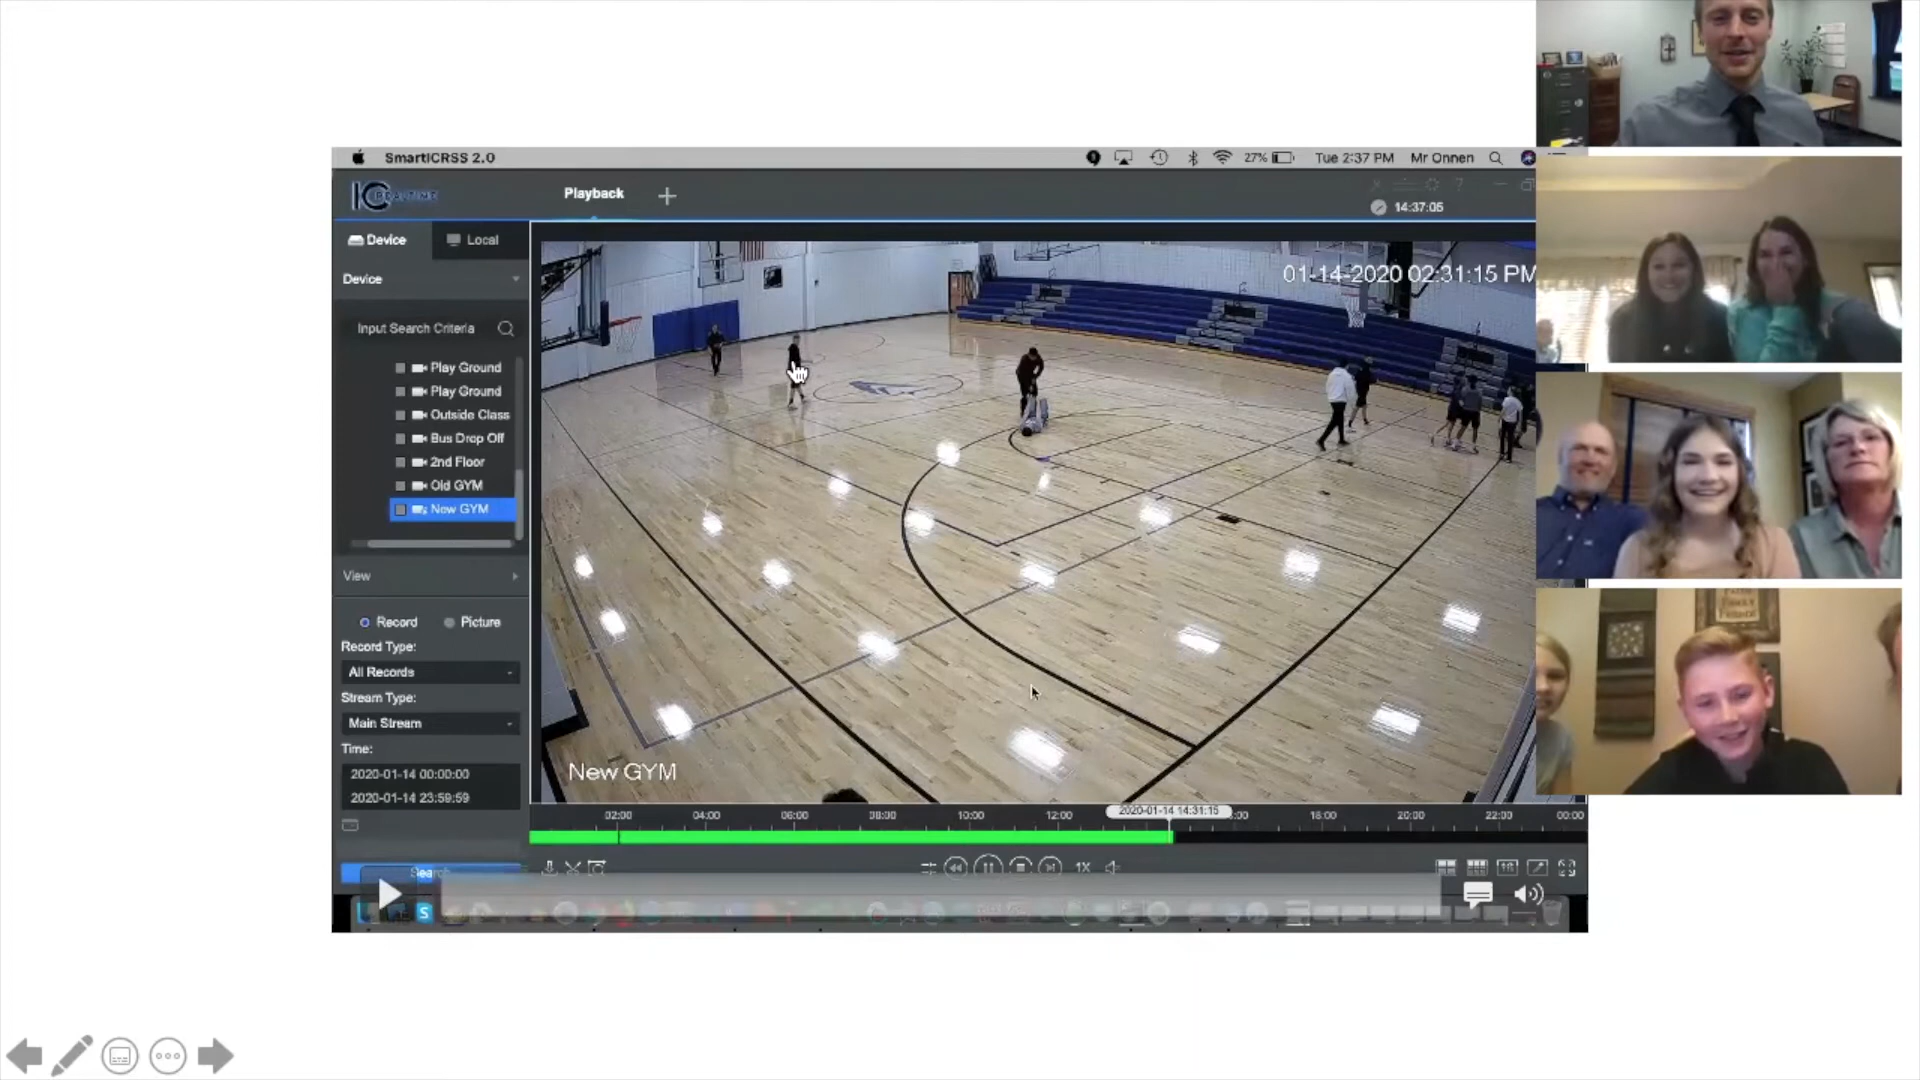 SmartICRSS 2.0
27%
Tue 2:37 PM
Mr Onnen
IC REALTIME
Playback
14:37:05
Device
Local
Device
01-14-2020 02:31:15 PM
Input Search Criteria
Play Ground
Play Ground
Outside Class
Bus Drop Off
2nd Floor
Old GYM
New GYM
View
Record
Picture
Record Type:
All Records
Stream Type:
Main Stream
Time:
2020-01-14 00:00:00
2020-01-14 23:59:59
New GYM
2020-01-14 14:31:15
02:00
04:00
06:00
08:00
10:00
12:00
18:00
20:00
22:00
00:00
Search
1X
16